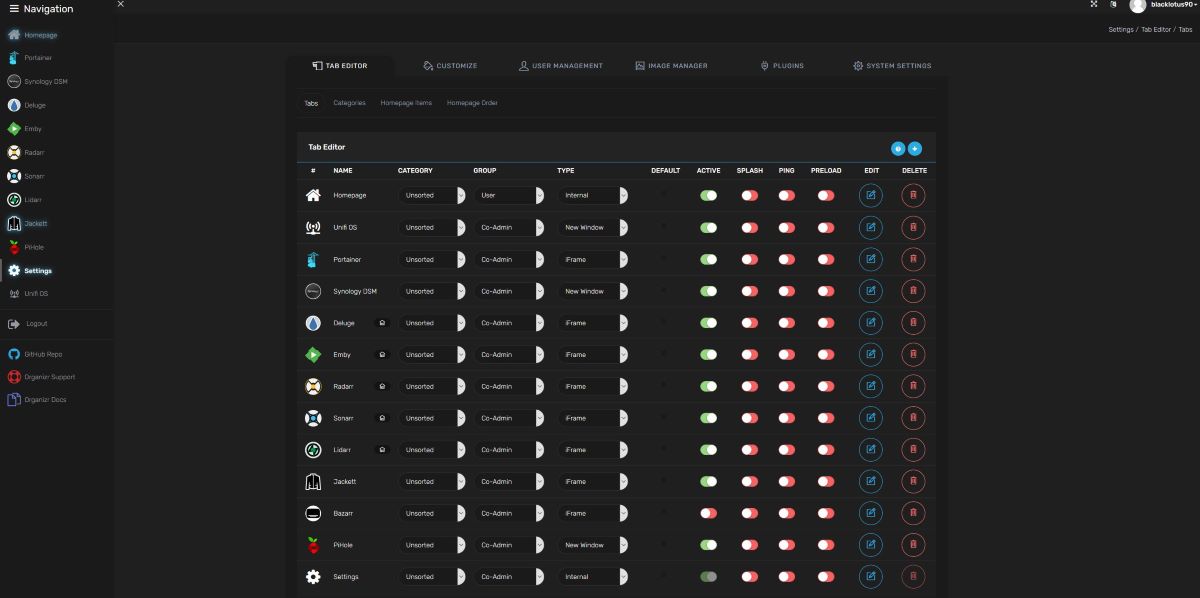 Navigation
blacklotus90
Settings / Tab Editor / Tabs
Homepage
Portainer
Synology DSM
Deluge
Emby
Radarr
Sonarr
Lidarr
Jackett
PiHole
Settings
Unifi DS
Logout
GitHub Repo
Organizr Support
Organizr Docs
TAB EDITOR CUSTOMIZE USER MANAGEMENT IMAGE MANAGER PLUGINS SYSTEM SETTINGS
Tabs Categories Homepage Items Homepage Order
Tab Editor
# NAME CATEGORY GROUP TYPE DEFAULT ACTIVE SPLASH PING PRELOAD EDIT DELETE
Homepage Unsorted User Internal
Unifi DS Unsorted Co-Admin New Window
Portainer Unsorted Co-Admin iFrame
Synology DSM Unsorted Co-Admin New Window
Deluge Unsorted Co-Admin iFrame
Emby Unsorted Co-Admin iFrame
Radarr Unsorted Co-Admin iFrame
Sonarr Unsorted Co-Admin iFrame
Lidarr Unsorted Co-Admin iFrame
Jackett Unsorted Co-Admin iFrame
Bazarr Unsorted Co-Admin iFrame
PiHole Unsorted Co-Admin New Window
Settings Unsorted Co-Admin Internal